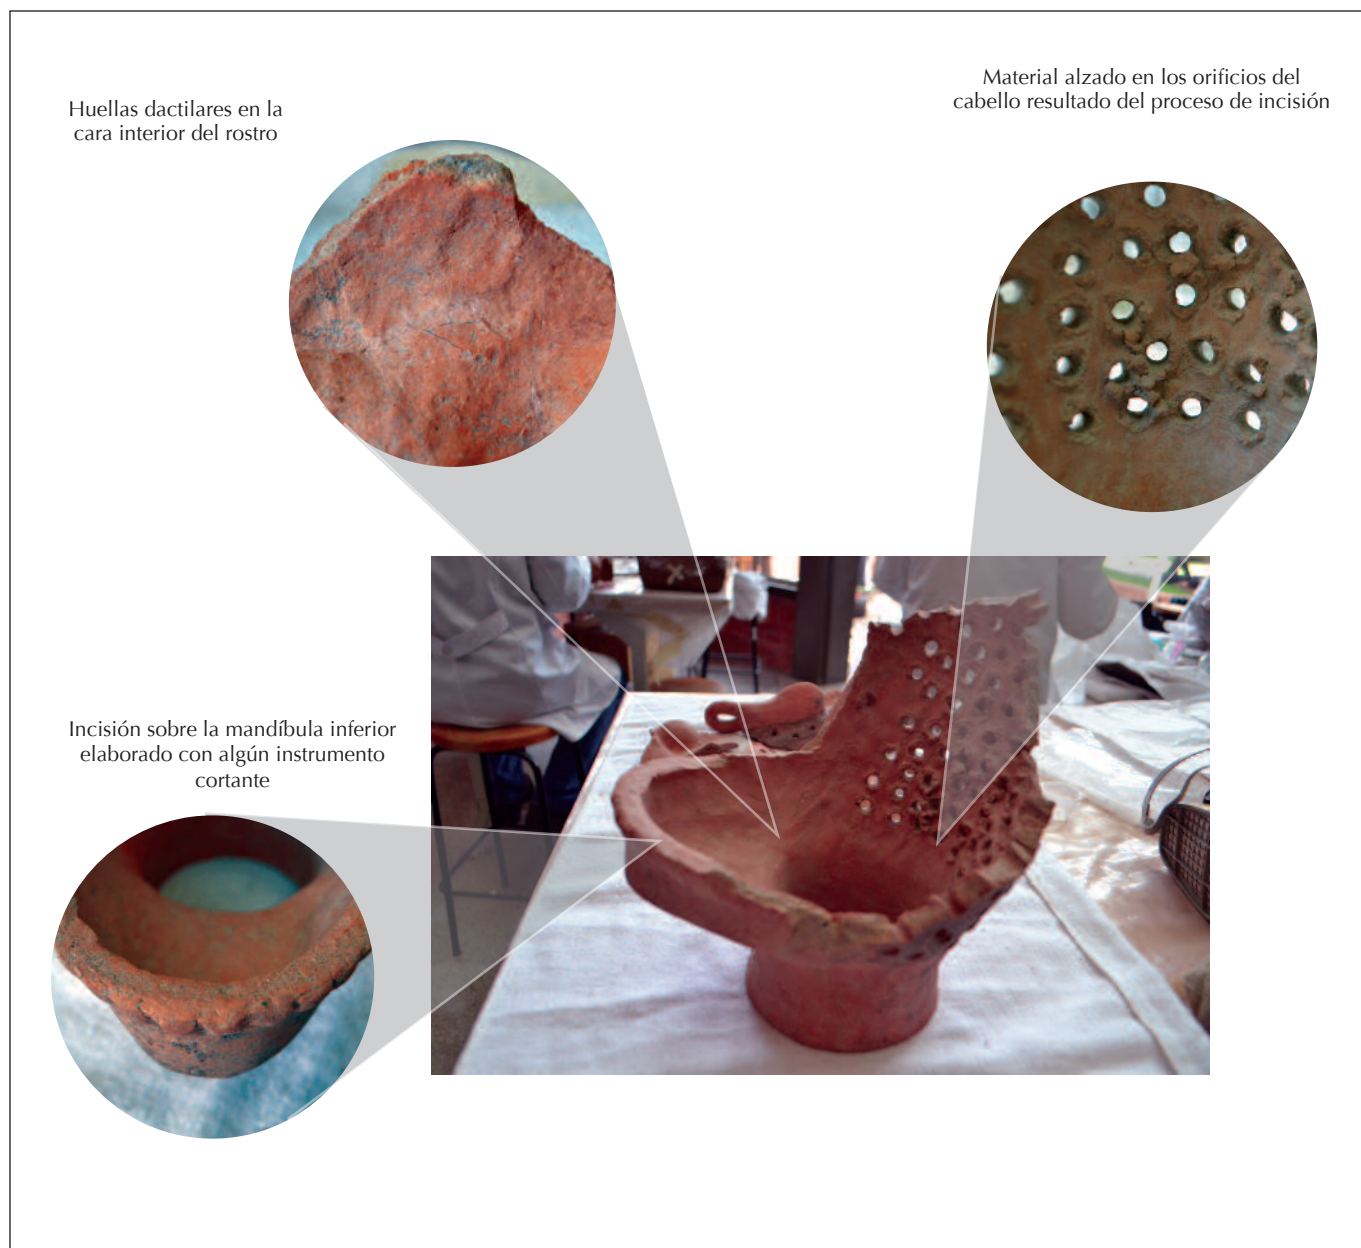 Huellas dactilares en la
cara interior del rostro
Material alzado en los orificios del
cabello resultado del proceso de incisión
Incisión sobre la mandíbula inferior
elaborado con algún instrumento
cortante